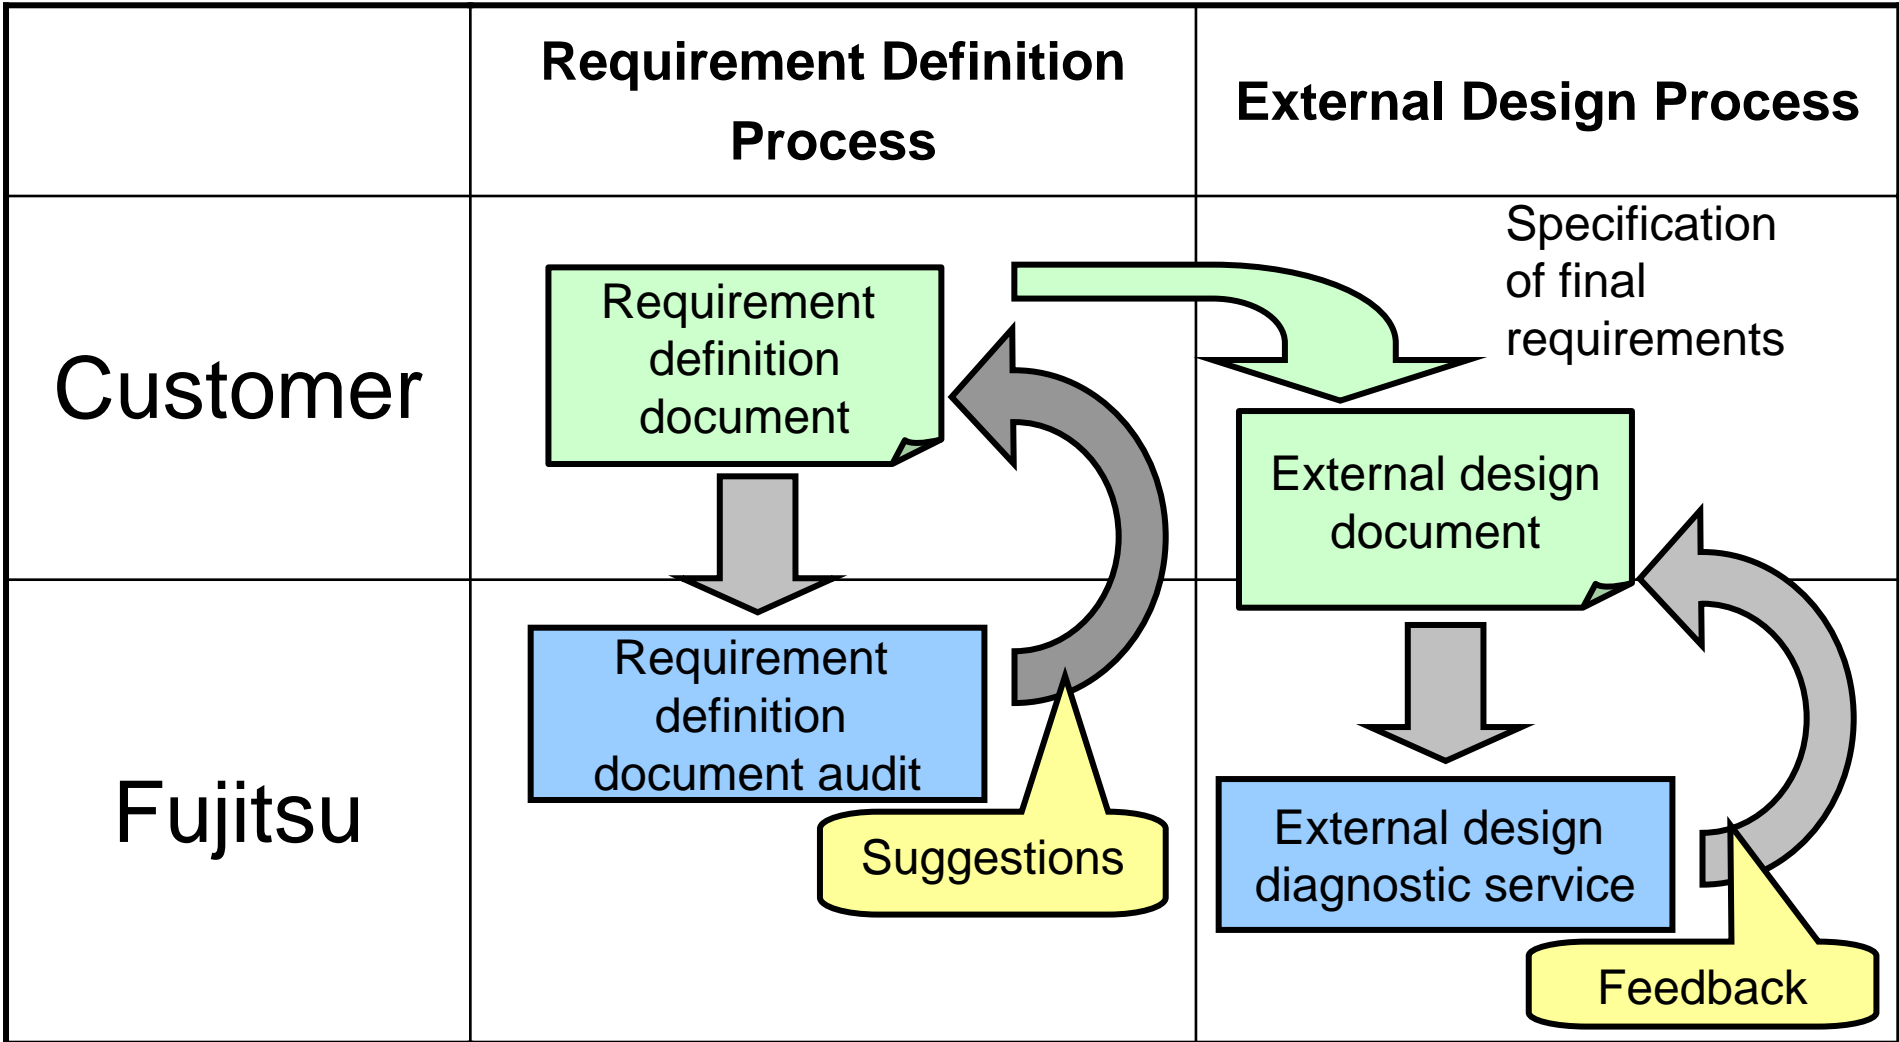 Requirement Definition
Process
External Design Process
Customer
Requirement
definition
document
Specification
of final
requirements
External design
document
Fujitsu
Requirement
definition
document audit
Suggestions
External design
diagnostic service
Feedback